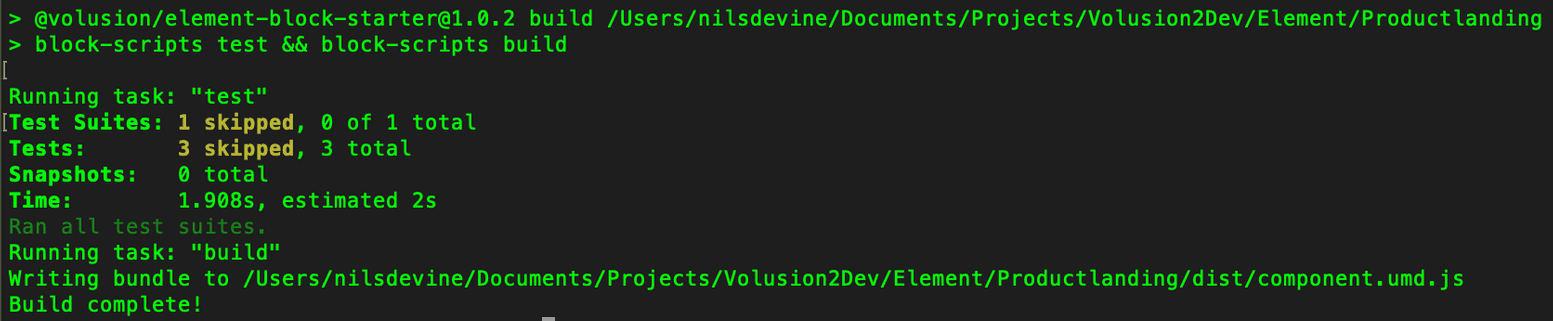 > @volusion/element-block-starter@1.0.2 build /Users/nilsdevine/Documents/Projects/Volusion2Dev/Element/Productlanding
> block-scripts test && block-scripts build
[
Running task: "test"
[Test Suites: 1 skipped, 0 of 1 total
Tests:       3 skipped, 3 total
Snapshots:   0 total
Time:        1.908s, estimated 2s
Ran all test suites.
Running task: "build"
Writing bundle to /Users/nilsdevine/Documents/Projects/Volusion2Dev/Element/Productlanding/dist/component.umd.js
Build complete!